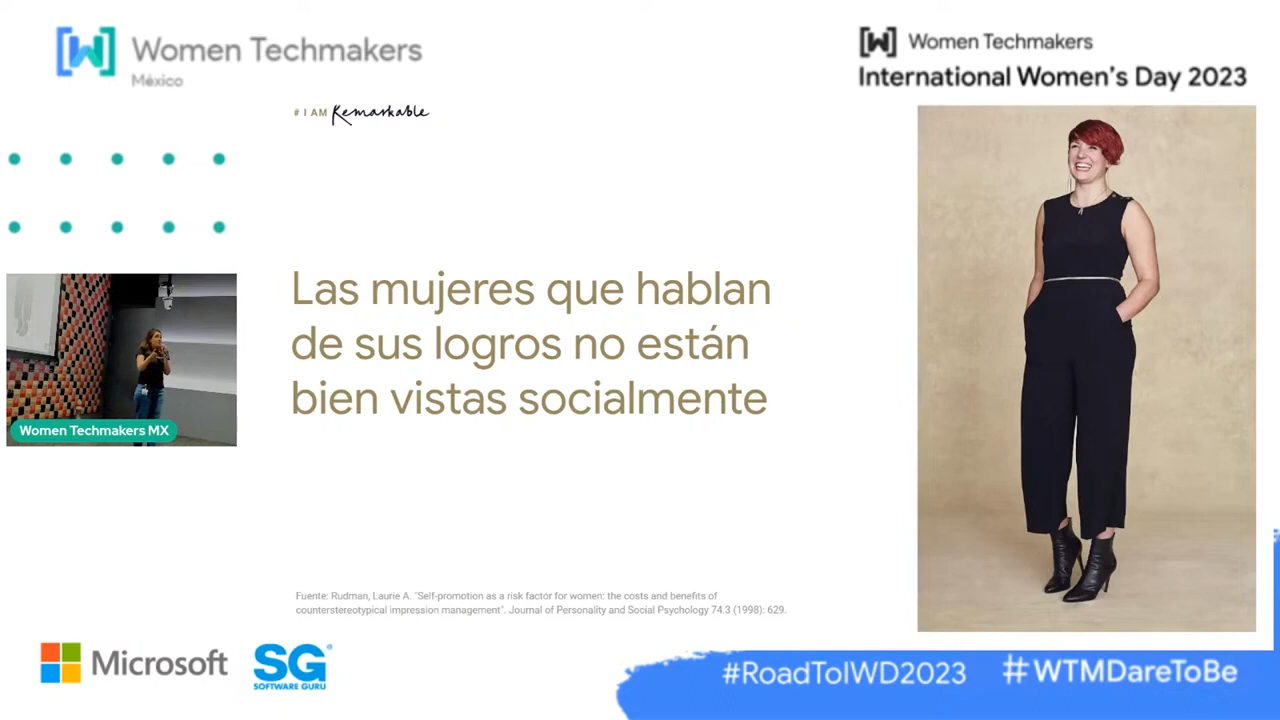 Women Techmakers
México
Women Techmakers
International Women's Day 2023
# I AM Remarkable
Las mujeres que hablan
de sus logros no están
bien vistas socialmente
Women Techmakers MX
Fuente: Rudman, Laurie A. "Self-promotion as a risk factor for women: the costs and benefits of
counterstereotypical impression management". Journal of Personality and Social Psychology 74.3 (1998): 629.
Microsoft
SG
SOFTWARE GURU
#RoadToIWD2023
#WTMDareToBe